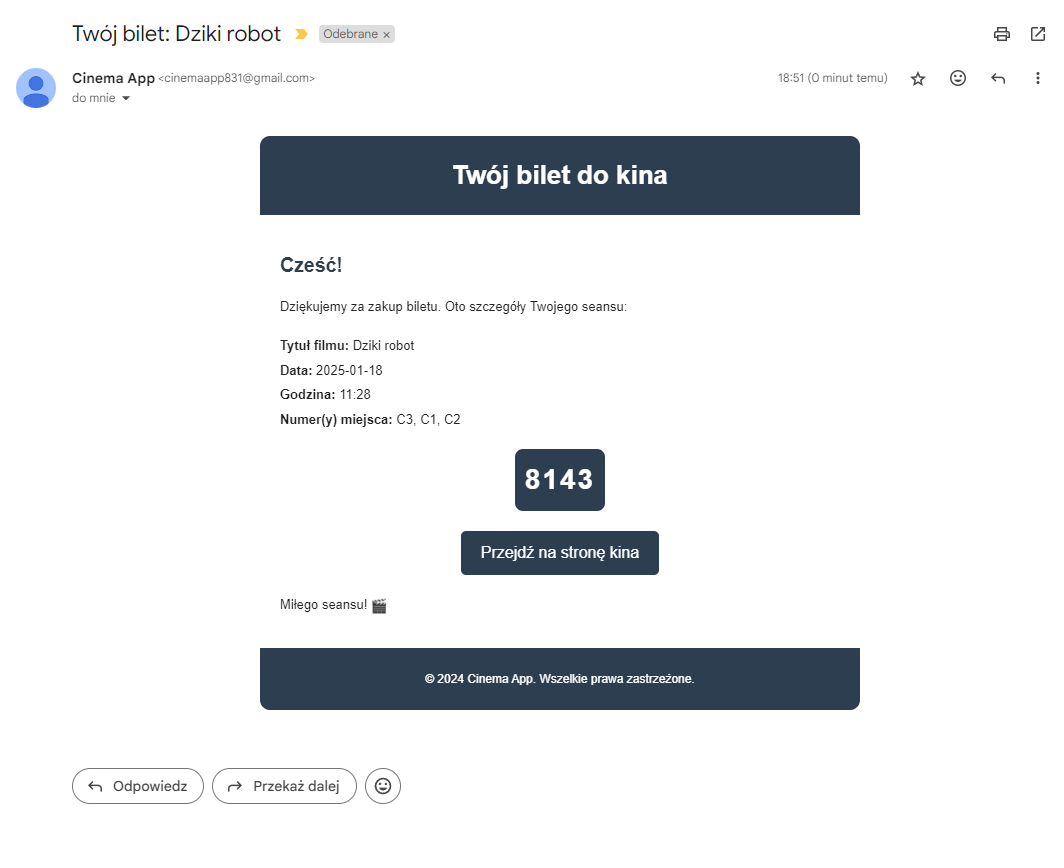 Twój bilet: Dziki robot
Odebrane ×
Cinema App <cinemaapp831@gmail.com>
18:51 (0 minut temu)
do mnie
Twój bilet do kina
Cześć!
Dziękujemy za zakup biletu. Oto szczegóły Twojego seansu:
Tytuł filmu: Dziki robot
Data: 2025-01-18
Godzina: 11:28
Numer(y) miejsca: C3, C1, C2
8143
Przejdź na stronę kina
Miłego seansu! 🎬
© 2024 Cinema App. Wszelkie prawa zastrzeżone.
Odpowiedz
Przekaż dalej